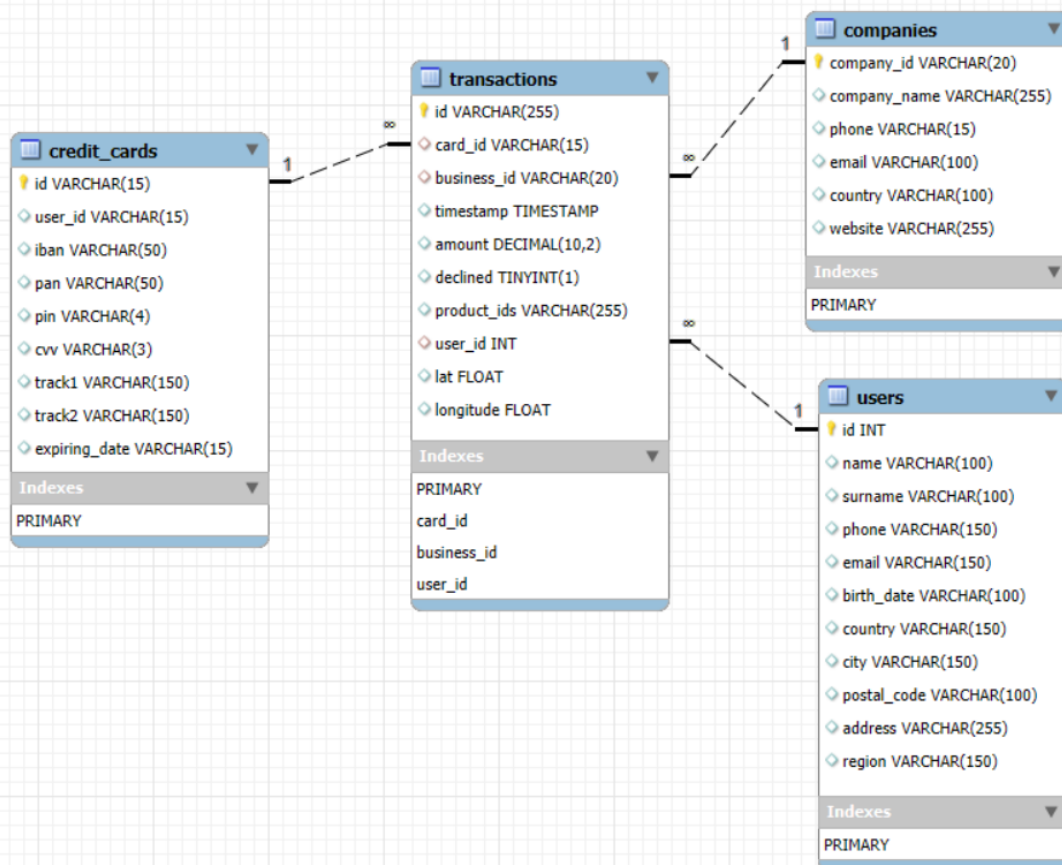 credit_cards
id VARCHAR(15)
user_id VARCHAR(15)
iban VARCHAR(50)
pan VARCHAR(50)
pin VARCHAR(4)
cvv VARCHAR(3)
track1 VARCHAR(150)
track2 VARCHAR(150)
expiring_date VARCHAR(15)
Indexes
PRIMARY
1
∞
transactions
id VARCHAR(255)
card_id VARCHAR(15)
business_id VARCHAR(20)
timestamp TIMESTAMP
amount DECIMAL(10,2)
declined TINYINT(1)
product_ids VARCHAR(255)
user_id INT
lat FLOAT
longitude FLOAT
Indexes
PRIMARY
card_id
business_id
user_id
∞
1
companies
company_id VARCHAR(20)
company_name VARCHAR(255)
phone VARCHAR(15)
email VARCHAR(100)
country VARCHAR(100)
website VARCHAR(255)
Indexes
PRIMARY
∞
1
users
id INT
name VARCHAR(100)
surname VARCHAR(100)
phone VARCHAR(150)
email VARCHAR(150)
birth_date VARCHAR(100)
country VARCHAR(150)
city VARCHAR(150)
postal_code VARCHAR(100)
address VARCHAR(255)
region VARCHAR(150)
Indexes
PRIMARY